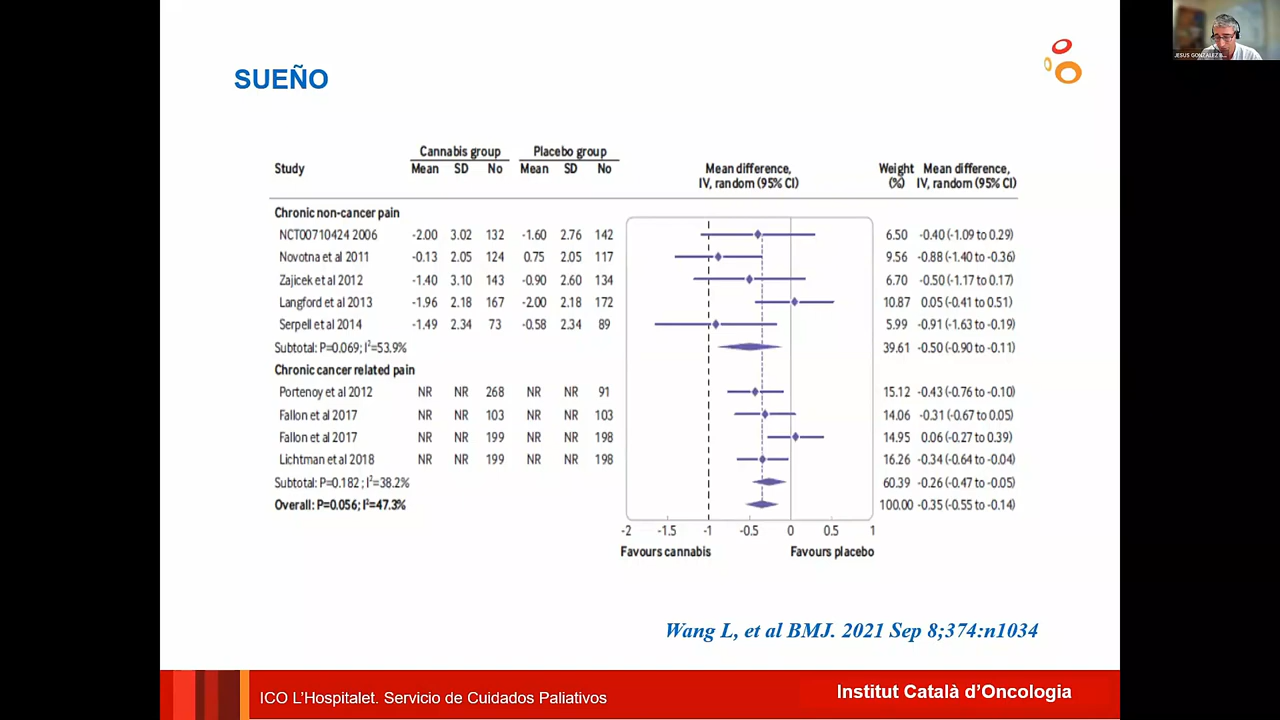 JESUS GONZALEZ B...
SUEÑO
Cannabis group Placebo group
Study Mean SD No Mean SD No Mean difference, IV, random (95% CI) Weight (%) Mean difference, IV, random (95% CI)
Chronic non-cancer pain
NCT00710424 2006 -2.00 3.02 132 -1.60 2.76 142 6.50 -0.40 (-1.09 to 0.29)
Novotna et al 2011 -0.13 2.05 124 0.75 2.05 117 9.56 -0.88 (-1.40 to -0.36)
Zajicek et al 2012 -1.40 3.10 143 -0.90 2.60 134 6.70 -0.50 (-1.17 to 0.17)
Langford et al 2013 -1.96 2.18 167 -2.00 2.18 172 10.87 0.05 (-0.41 to 0.51)
Serpell et al 2014 -1.49 2.34 73 -0.58 2.34 89 5.99 -0.91 (-1.63 to -0.19)
Subtotal: P=0.069; I²=53.9% 39.61 -0.50 (-0.90 to -0.11)
Chronic cancer related pain
Portenoy et al 2012 NR NR 268 NR NR 91 15.12 -0.43 (-0.76 to -0.10)
Fallon et al 2017 NR NR 103 NR NR 103 14.06 -0.31 (-0.67 to 0.05)
Fallon et al 2017 NR NR 199 NR NR 198 14.95 0.06 (-0.27 to 0.39)
Lichtman et al 2018 NR NR 199 NR NR 198 16.26 -0.34 (-0.64 to -0.04)
Subtotal: P=0.182; I²=38.2% 60.39 -0.26 (-0.47 to -0.05)
Overall: P=0.056; I²=47.3% 100.00 -0.35 (-0.55 to -0.14)
-2 -1.5 -1 -0.5 0 0.5 1
Favours cannabis Favours placebo
Wang L, et al BMJ. 2021 Sep 8;374:n1034
ICO L'Hospitalet. Servicio de Cuidados Paliativos
Institut Català d'Oncologia